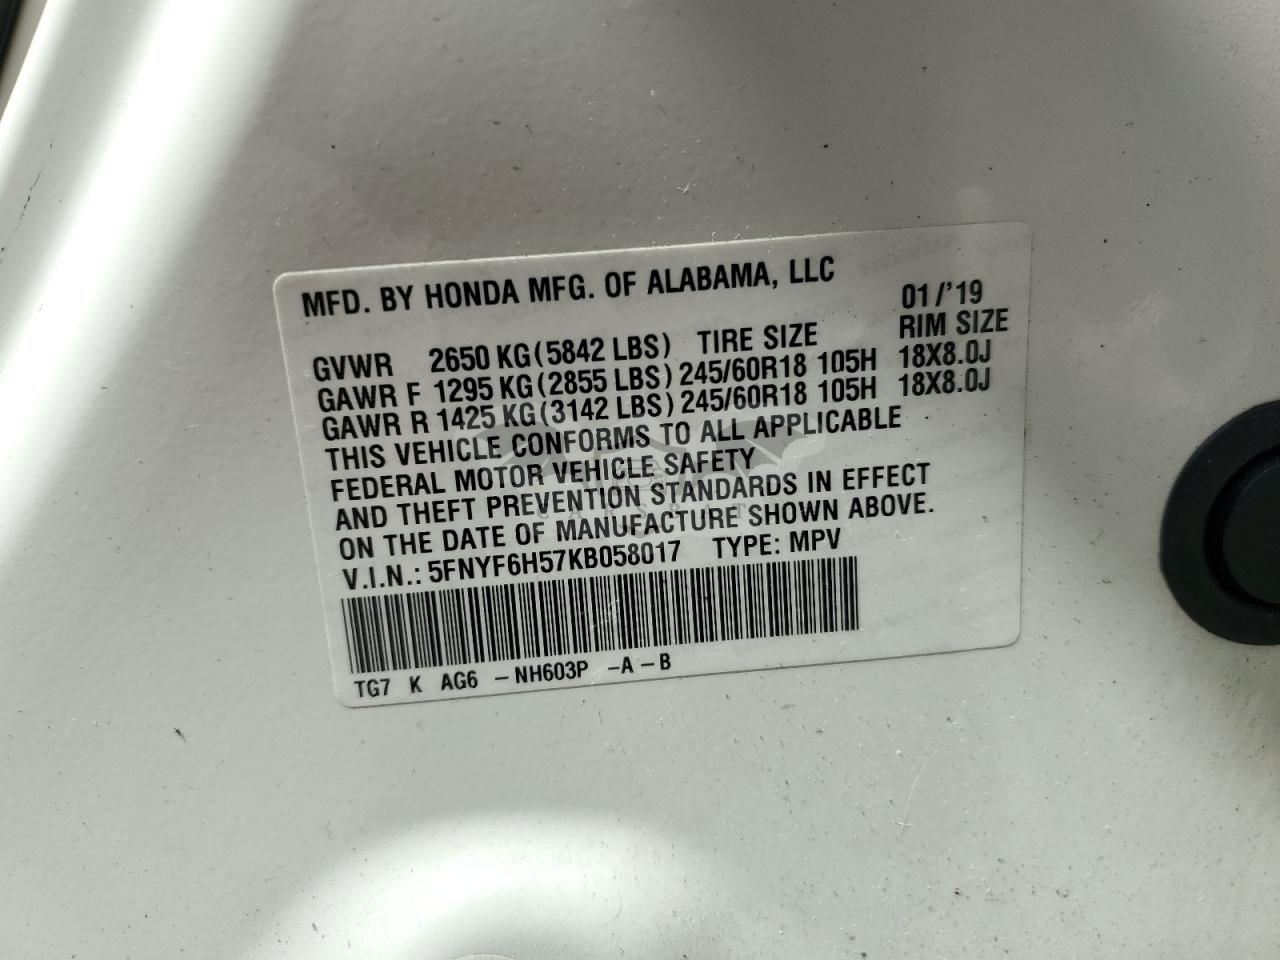 MFD. BY HONDA MFG. OF ALABAMA, LLC
01/'19
GVWR 2650 KG(5842 LBS) TIRE SIZE RIM SIZE
GAWR F 1295 KG(2855 LBS) 245/60R18 105H 18X8.0J
GAWR R 1425 KG(3142 LBS) 245/60R18 105H 18X8.0J
THIS VEHICLE CONFORMS TO ALL APPLICABLE
FEDERAL MOTOR VEHICLE SAFETY
AND THEFT PREVENTION STANDARDS IN EFFECT
ON THE DATE OF MANUFACTURE SHOWN ABOVE.
V.I.N.: 5FNYF6H57KB058017 TYPE: MPV
TG7 K AG6 -NH603P -A-B